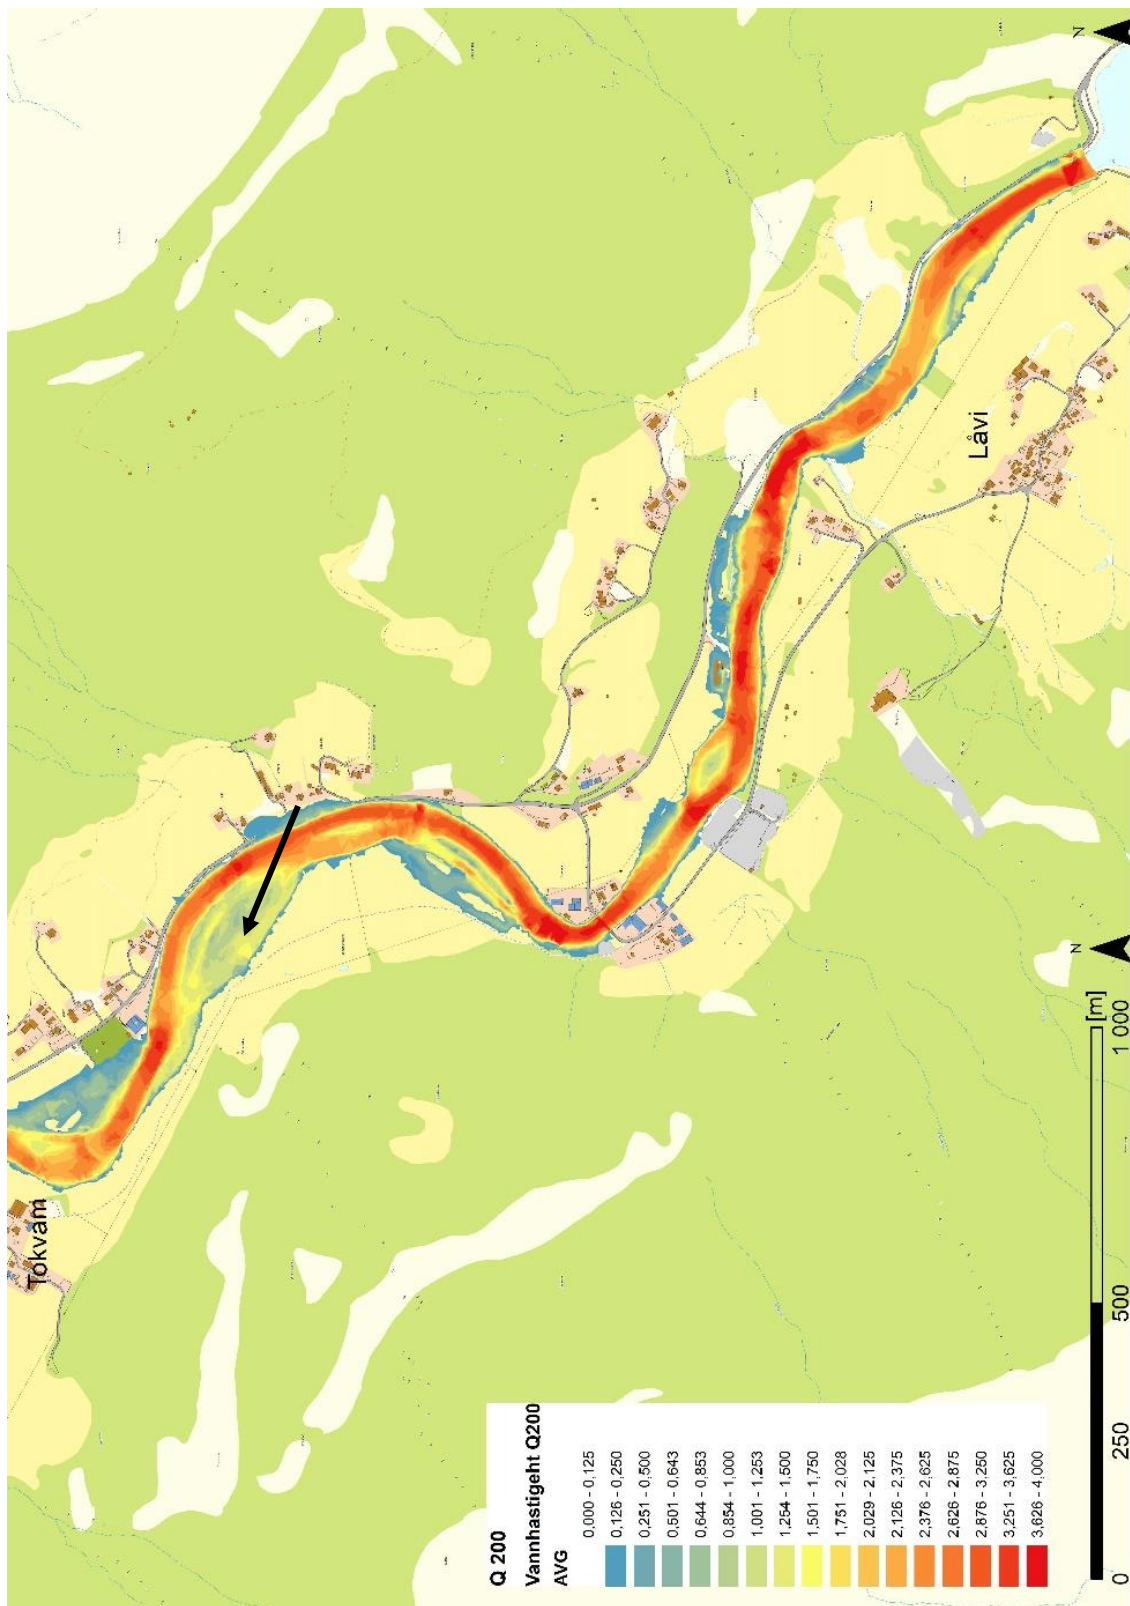 N
Låvi
N
Tokvam
Q 200
Vannhastigeht Q200
AVG
0,000 - 0,125
0,126 - 0,250
0,251 - 0,500
0,501 - 0,643
0,644 - 0,853
0,854 - 1,000
1,001 - 1,253
1,254 - 1,500
1,501 - 1,750
1,751 - 2,028
2,029 - 2,125
2,126 - 2,375
2,376 - 2,625
2,626 - 2,875
2,876 - 3,250
3,251 - 3,625
3,626 - 4,000
[m]
0 250 500 1 000